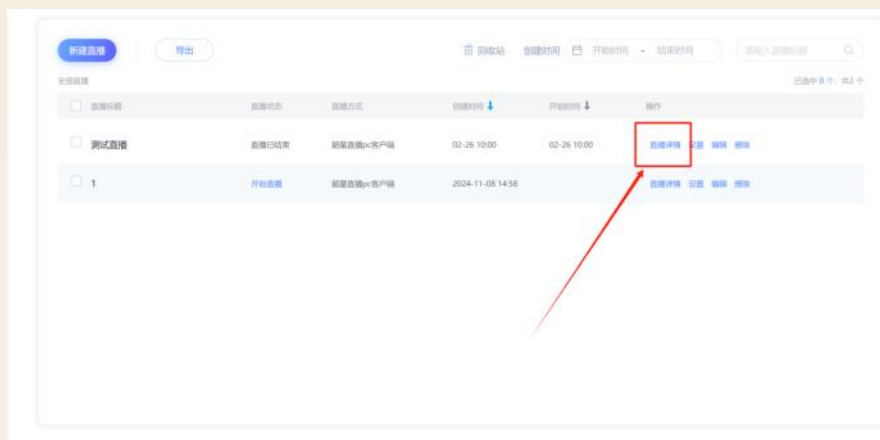 新建直播 导出 回收站 创建时间 开始时间 - 结束时间 请输入直播标题
全部直播 已选中 0 个，共2 个
直播标题 直播状态 直播方式 创建时间 开始时间 操作
测试直播 直播已结束 超星直播pc客户端 02-26 10:00 02-26 10:00 直播详情 设置 编辑 删除
1 开始直播 超星直播pc客户端 2024-11-08 14:58 直播详情 设置 编辑 删除